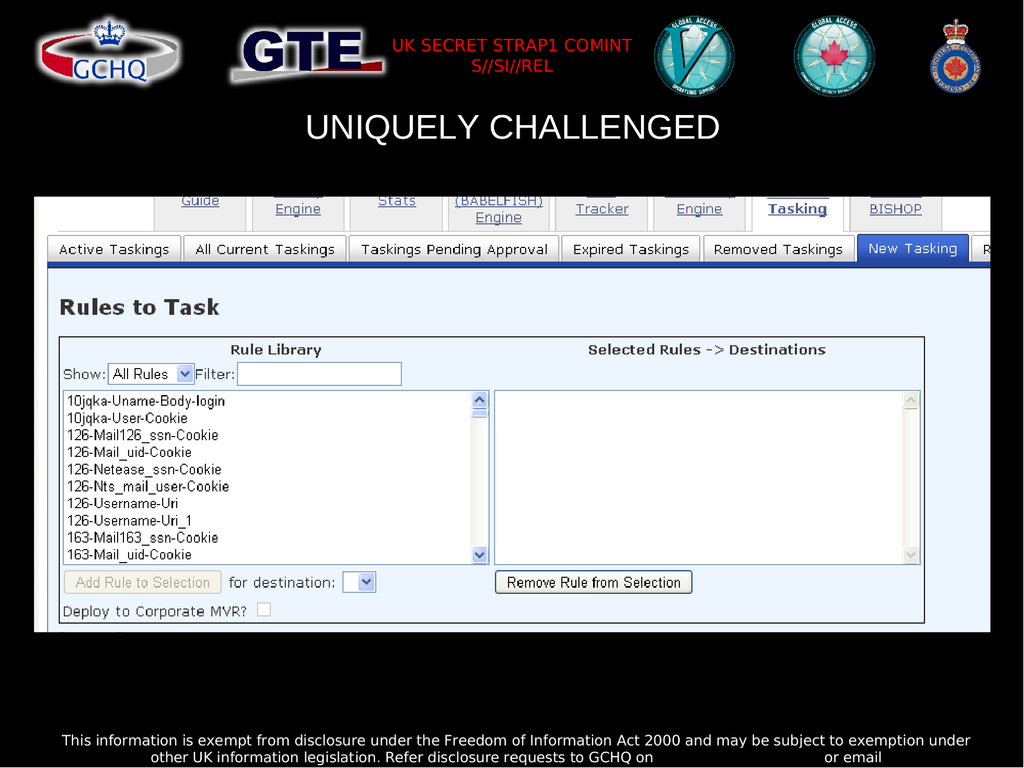 GCHQ
GTE
UK SECRET STRAP1 COMINT
S//SI//REL
GLOBAL ACCESS
V
OPERATIONS SUPPORT
GLOBAL ACCESS
UNIQUELY CHALLENGED
Guide
Engine
Stats
(BABELFISH)
Engine
Tracker
Engine
Tasking
BISHOP
Active Taskings
All Current Taskings
Taskings Pending Approval
Expired Taskings
Removed Taskings
New Tasking
R
Rules to Task
Rule Library
Selected Rules -> Destinations
Show: All Rules Filter:
10jqka-Uname-Body-login
10jqka-User-Cookie
126-Mail126_ssn-Cookie
126-Mail_uid-Cookie
126-Netease_ssn-Cookie
126-Nts_mail_user-Cookie
126-Username-Uri
126-Username-Uri_1
163-Mail163_ssn-Cookie
163-Mail_uid-Cookie
Add Rule to Selection for destination:
Remove Rule from Selection
Deploy to Corporate MVR?
This information is exempt from disclosure under the Freedom of Information Act 2000 and may be subject to exemption under
other UK information legislation. Refer disclosure requests to GCHQ on or email